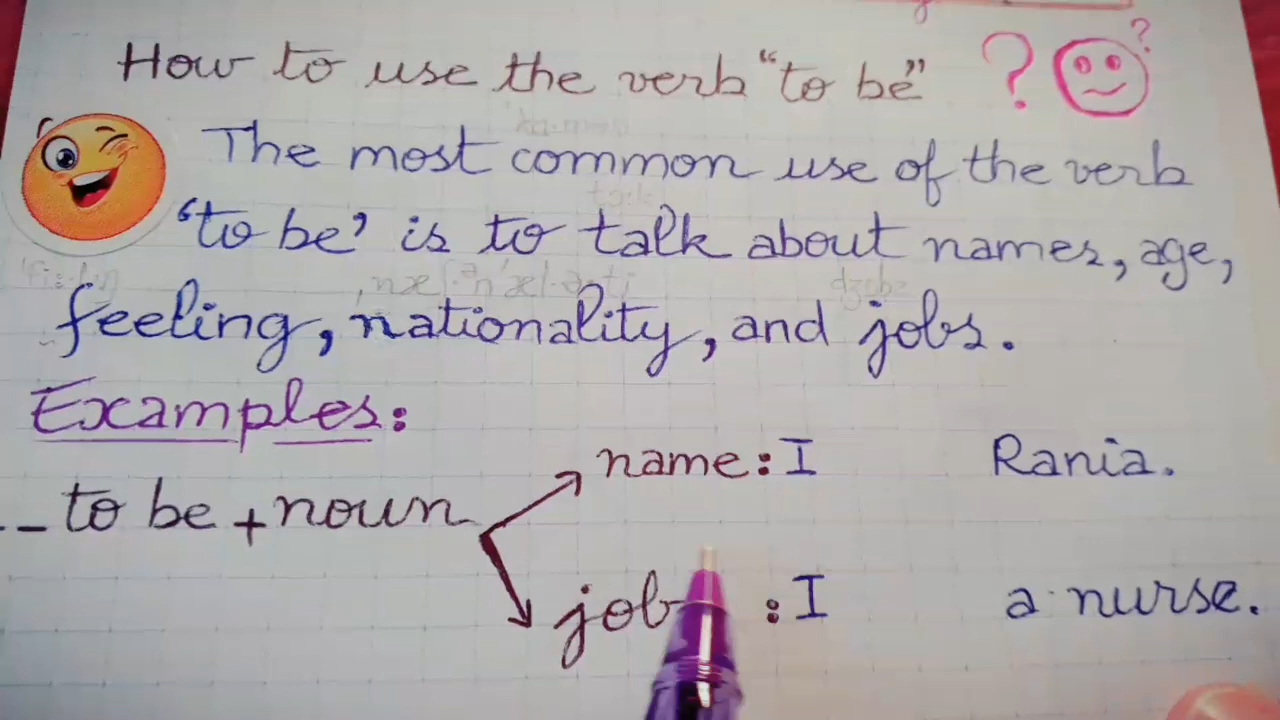 How to use the verb "to be" ?
The most common use of the verb
'to be' is to talk about names, age,
feeling, nationality, and jobs.
Examples:
name: I Rania.
- to be + noun
job : I a nurse.